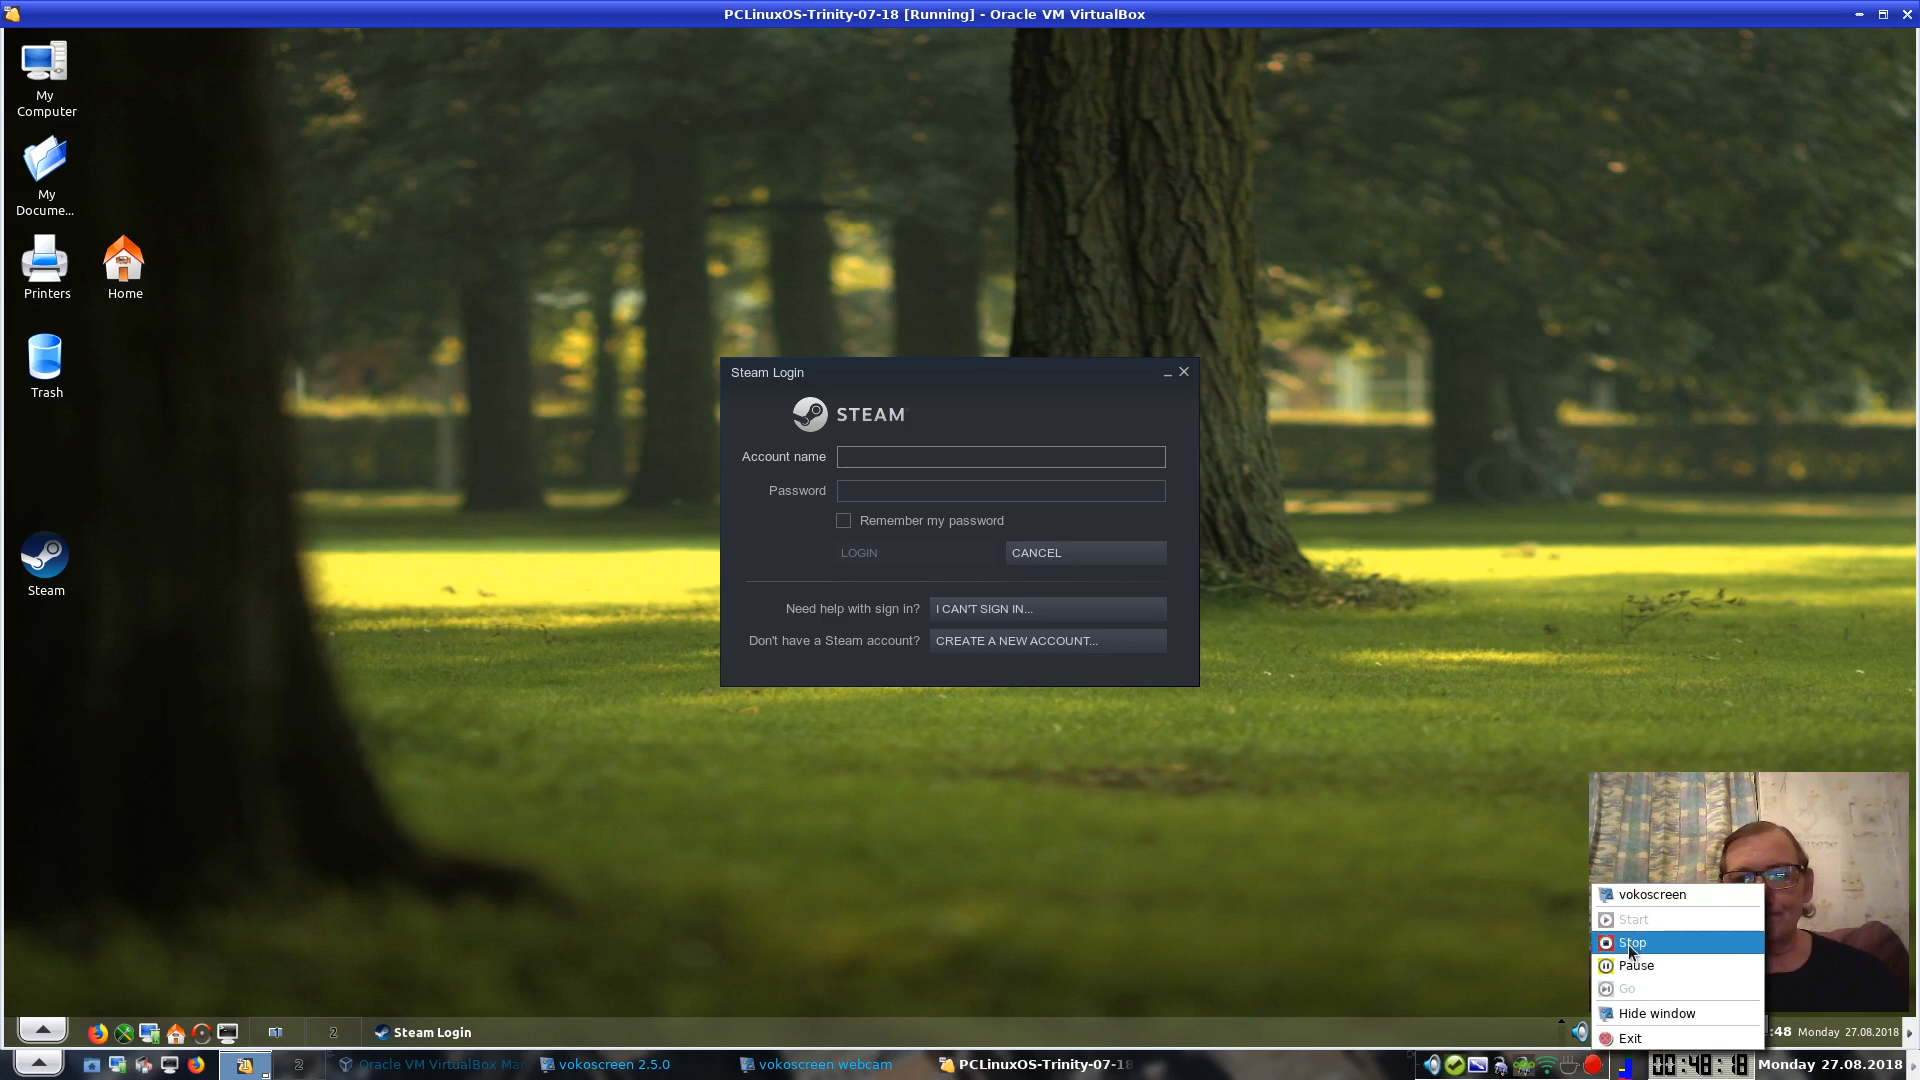 PCLinuxOS-Trinity-07-18 [Running] - Oracle VM VirtualBox
My
Computer
My
Docume...
Printers
Home
Trash
Steam
Steam Login
STEAM
Account name
Password
Remember my password
LOGIN
CANCEL
Need help with sign in?
I CAN'T SIGN IN...
Don't have a Steam account?
CREATE A NEW ACCOUNT...
vokoscreen
Start
Stop
Pause
Go
Hide window
Exit
2
Steam Login
:48
Monday 27.08.2018
2
Oracle VM VirtualBox Man
vokoscreen 2.5.0
vokoscreen webcam
PCLinuxOS-Trinity-07-18
00:48:18
Monday 27.08.2018